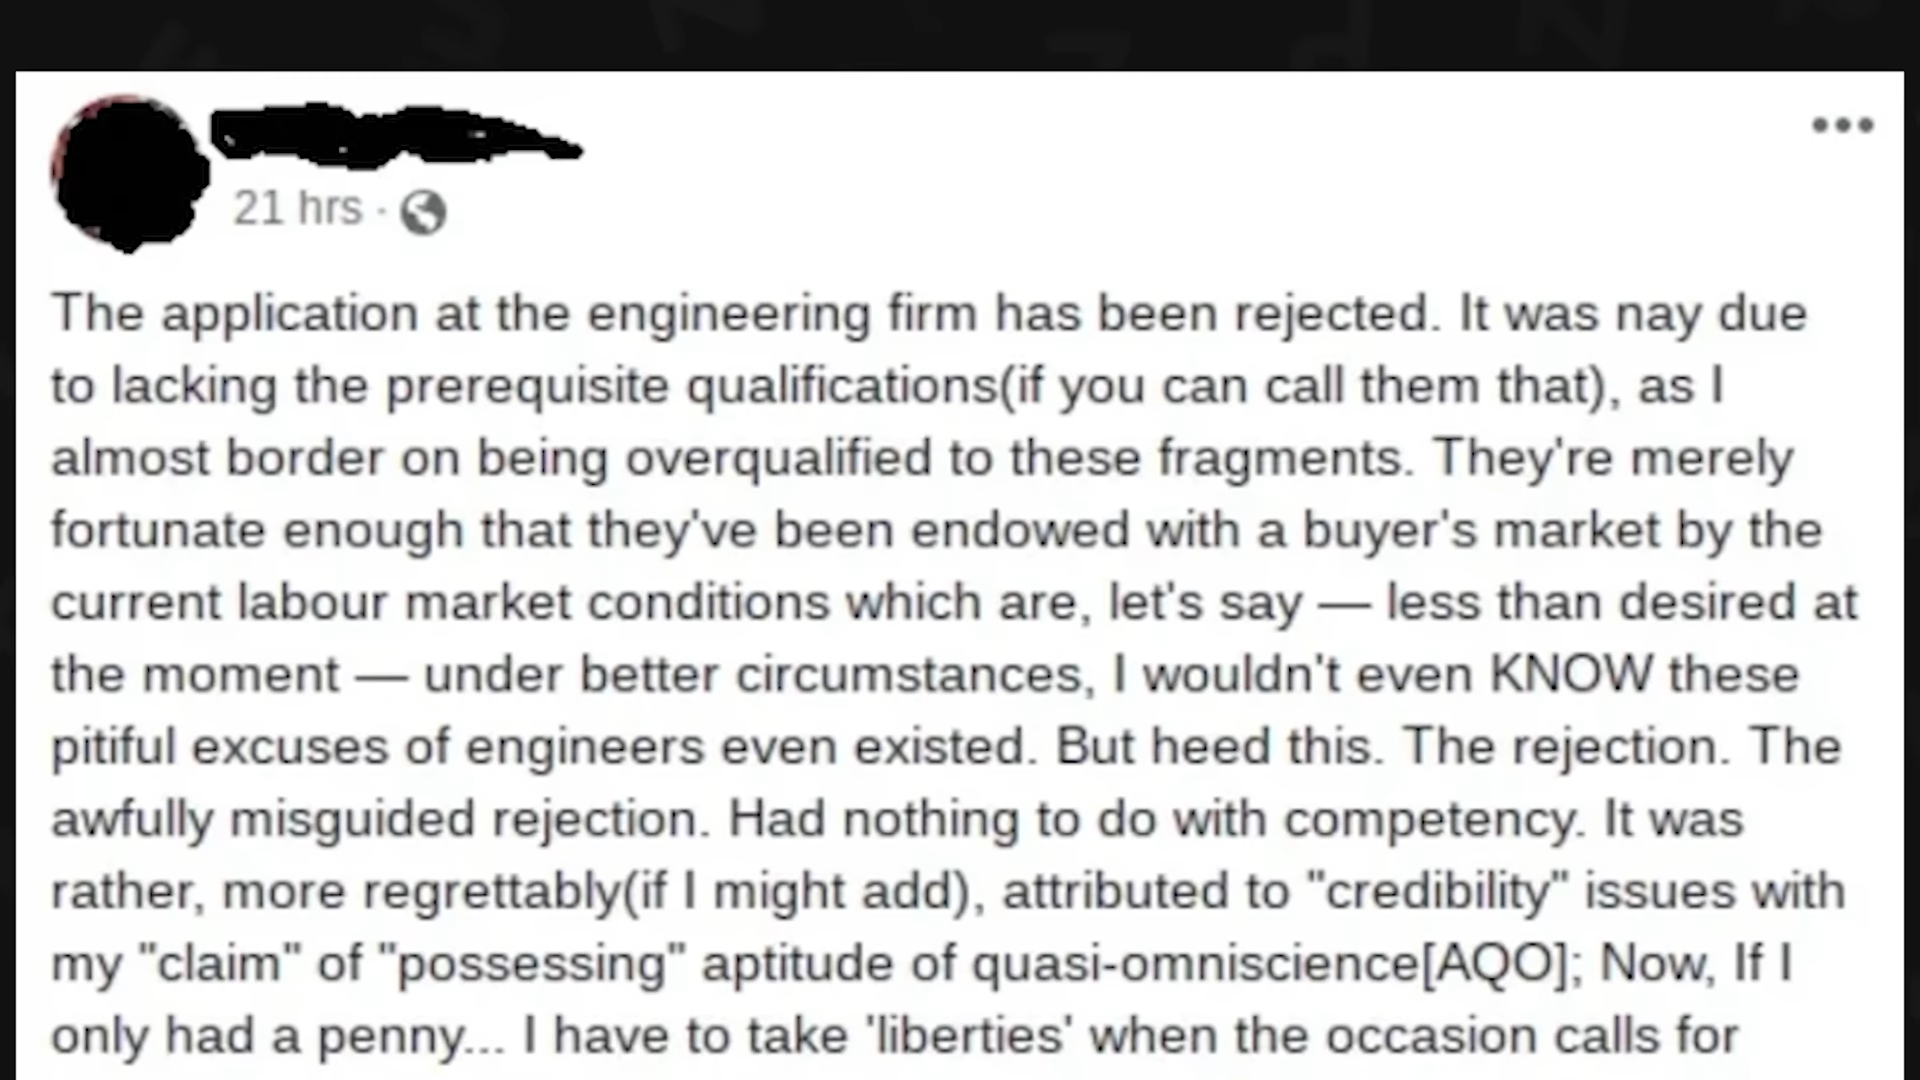 21 hrs ·
The application at the engineering firm has been rejected. It was nay due
to lacking the prerequisite qualifications(if you can call them that), as I
almost border on being overqualified to these fragments. They're merely
fortunate enough that they've been endowed with a buyer's market by the
current labour market conditions which are, let's say — less than desired at
the moment — under better circumstances, I wouldn't even KNOW these
pitiful excuses of engineers even existed. But heed this. The rejection. The
awfully misguided rejection. Had nothing to do with competency. It was
rather, more regrettably(if I might add), attributed to "credibility" issues with
my "claim" of "possessing" aptitude of quasi-omniscience[AQO]; Now, If I
only had a penny... I have to take 'liberties' when the occasion calls for